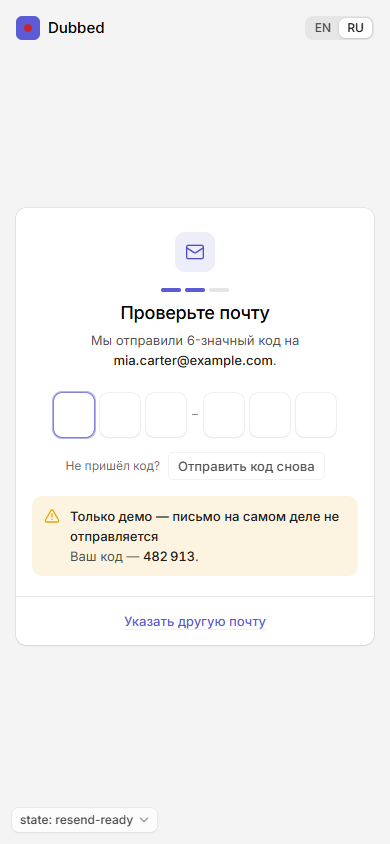 Dubbed
EN RU
Проверьте почту
Мы отправили 6-значный код на
mia.carter@example.com.
–
Не пришёл код? Отправить код снова
Только демо — письмо на самом деле не
отправляется
Ваш код — 482 913.
Указать другую почту
state: resend-ready